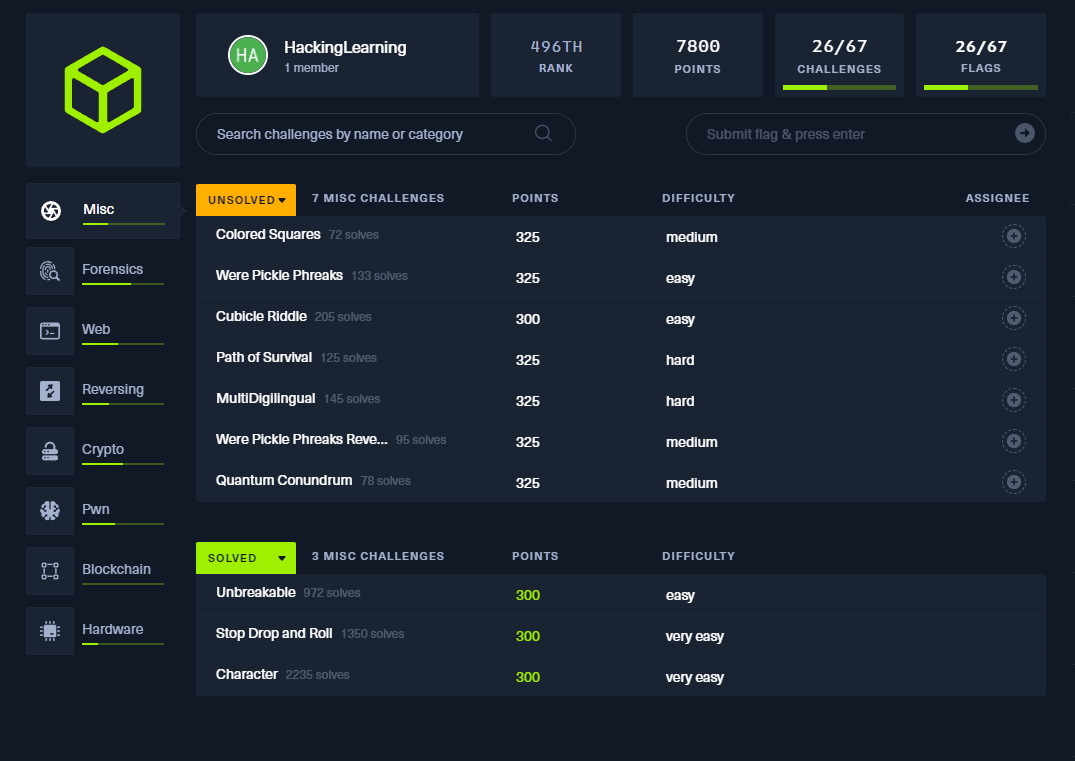 HA
HackingLearning
1 member
496TH
RANK
7800
POINTS
26/67
CHALLENGES
26/67
FLAGS
Search challenges by name or category
Submit flag & press enter
Misc
Forensics
Web
Reversing
Crypto
Pwn
Blockchain
Hardware
UNSOLVED 7 MISC CHALLENGES POINTS DIFFICULTY ASSIGNEE
Colored Squares 72 solves 325 medium
Were Pickle Phreaks 133 solves 325 easy
Cubicle Riddle 205 solves 300 easy
Path of Survival 125 solves 325 hard
MultiDigilingual 145 solves 325 hard
Were Pickle Phreaks Reve... 95 solves 325 medium
Quantum Conundrum 78 solves 325 medium
SOLVED 3 MISC CHALLENGES POINTS DIFFICULTY
Unbreakable 972 solves 300 easy
Stop Drop and Roll 1350 solves 300 very easy
Character 2235 solves 300 very easy